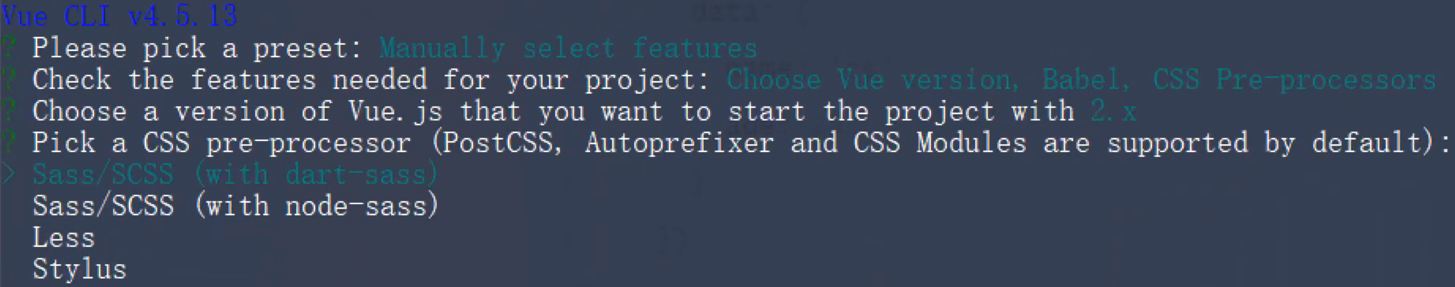 Vue CLI v4.5.13
? Please pick a preset: Manually select features
? Check the features needed for your project: Choose Vue version, Babel, CSS Pre-processors
? Choose a version of Vue.js that you want to start the project with 2.x
? Pick a CSS pre-processor (PostCSS, Autoprefixer and CSS Modules are supported by default):
> Sass/SCSS (with dart-sass)
Sass/SCSS (with node-sass)
Less
Stylus